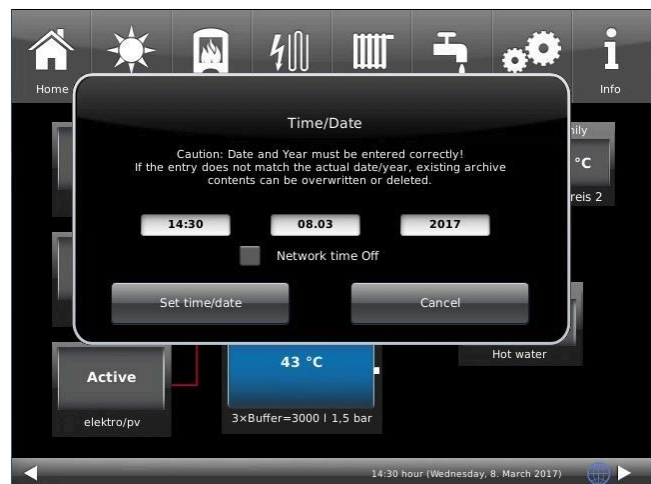 Home
Info
Time/Date
Caution: Date and Year must be entered correctly!
If the entry does not match the actual date/year, existing archive
contents can be overwritten or deleted.
14:30
08.03
2017
Network time Off
Set time/date
Cancel
°C
reis 2
43 °C
3×Buffer=3000 l 1,5 bar
Hot water
Active
elektro/pv
14:30 hour (Wednesday, 8. March 2017)